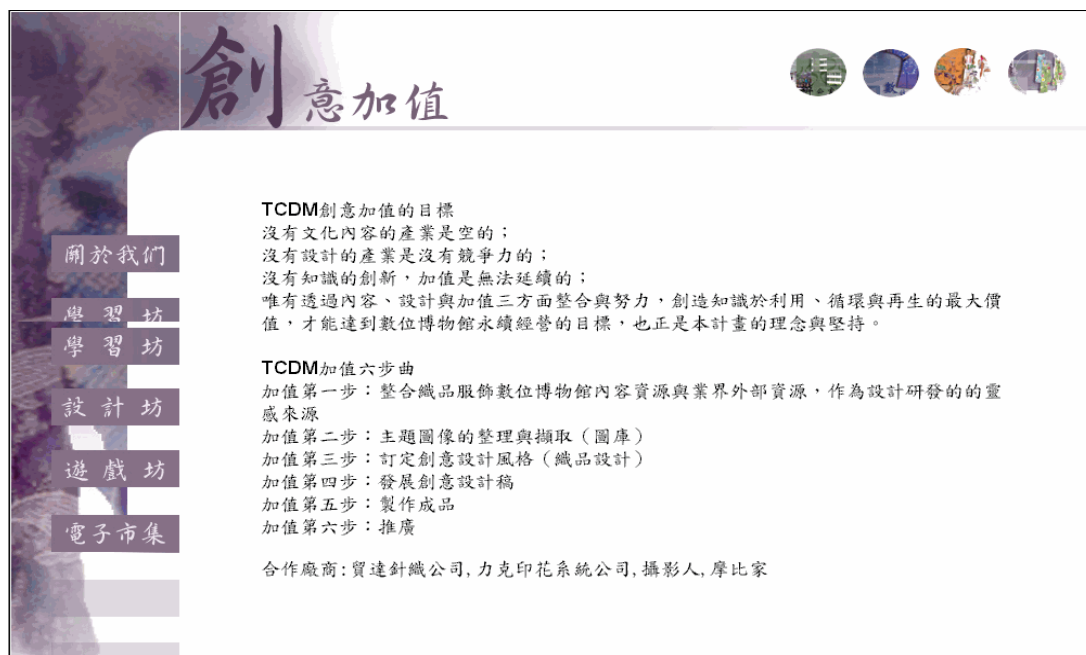 創意加值
TCDM創意加值的目標
沒有文化內容的產業是空的；
沒有設計的產業是沒有競爭力的；
沒有知識的創新，加值是無法延續的；
唯有透過內容、設計與加值三方面整合與努力，創造知識於利用、循環與再生的最大價
值，才能達到數位博物館永續經營的目標，也正是本計畫的理念與堅持。
關於我们
學習坊
學習坊
設計坊
遊戲坊
電子市集
TCDM加值六步曲
加值第一步：整合織品服飾數位博物館內容資源與業界外部資源，作為設計研發的的靈
感來源
加值第二步：主題圖像的整理與擷取（圖庫）
加值第三步：訂定創意設計風格（織品設計）
加值第四步：發展創意設計稿
加值第五步：製作成品
加值第六步：推廣
合作廠商:貿達針織公司,力克印花系統公司,攝影人,摩比家